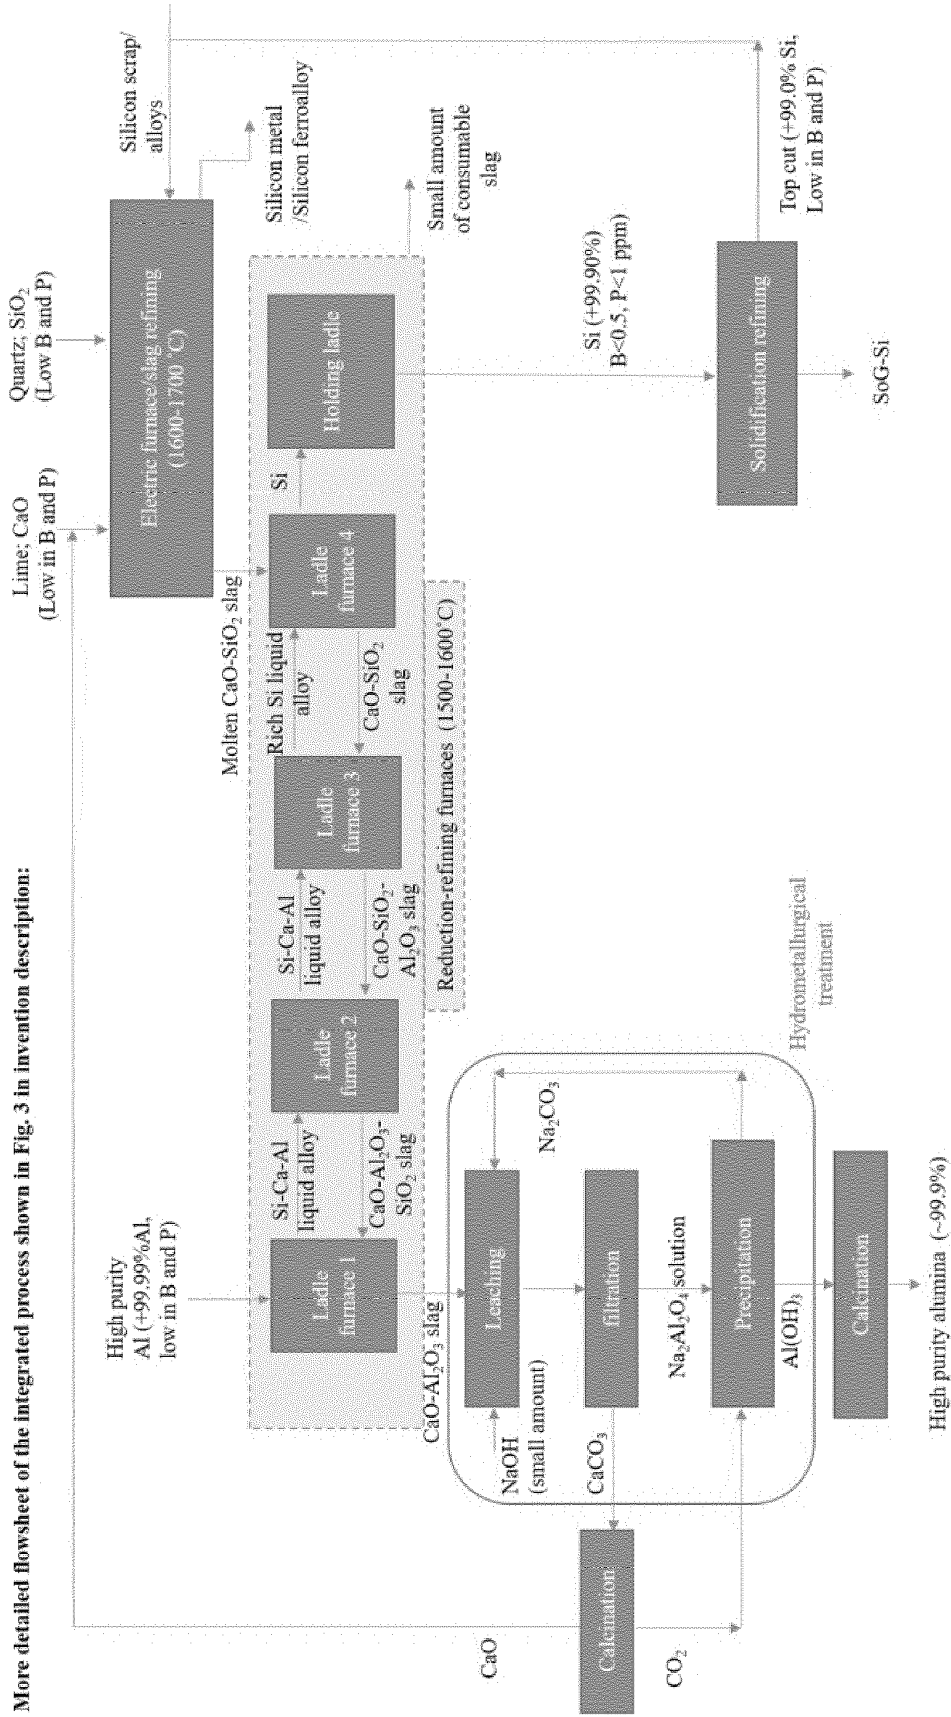 More detailed flowsheet of the integrated process shown in Fig. 3 in invention description:
Lime; CaO
(Low in B and P)
Quartz; SiO₂
(Low B and P)
Silicon scrap/
alloys
Electric furnace/slag refining
(1600-1700 ˚C)
Silicon metal
/Silicon ferroalloy
High purity
Al (+99.99%Al,
low in B and P)
Molten CaO-SiO₂ slag
Ladle
furnace 1
Si-Ca-Al
liquid alloy
CaO-Al₂O₃-
SiO₂ slag
Ladle
furnace 2
Si-Ca-Al
liquid alloy
CaO-SiO₂-
Al₂O₃ slag
Ladle
furnace 3
Rich Si liquid
alloy
CaO-SiO₂
slag
Ladle
furnace 4
Si
Holding ladle
Small amount
of consumable
slag
CaO-Al₂O₃ slag
Reduction-refining furnaces (1500-1600˚C)
Si (+99.90%)
B<0.5, P<1 ppm)
CaO
Calcination
CO₂
NaOH
(small amount)
CaCO₃
Leaching
filtration
Na₂Al₂O₄ solution
Precipitation
Al(OH)₃
Na₂CO₃
Hydrometallurgical
treatment
Calcination
High purity alumina (~99.9%)
Solidification refining
SoG-Si
Top cut (+99.0% Si,
Low in B and P)